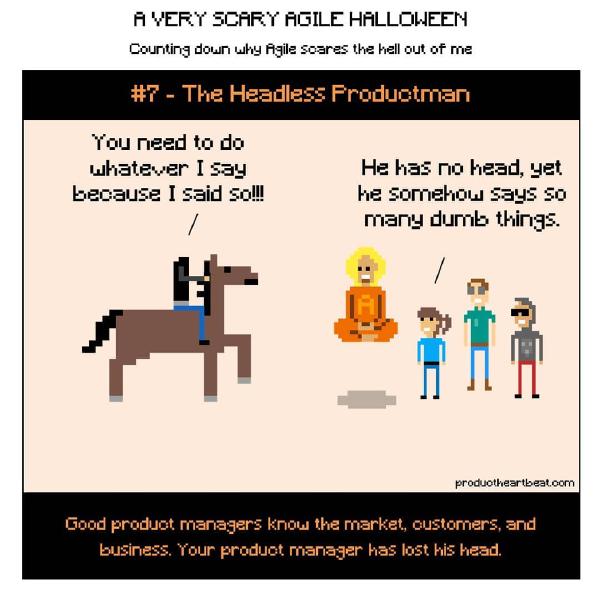 A VERY SCARY AGILE HALLOWEEN
Counting down why Agile scares the hell out of me
#7 - The Headless Productman
You need to do
whatever I say
because I said so!!!
He has no head, yet
he somehow says so
many dumb things.
A
productheartbeat.com
Good product managers know the market, customers, and
business. Your product manager has lost his head.